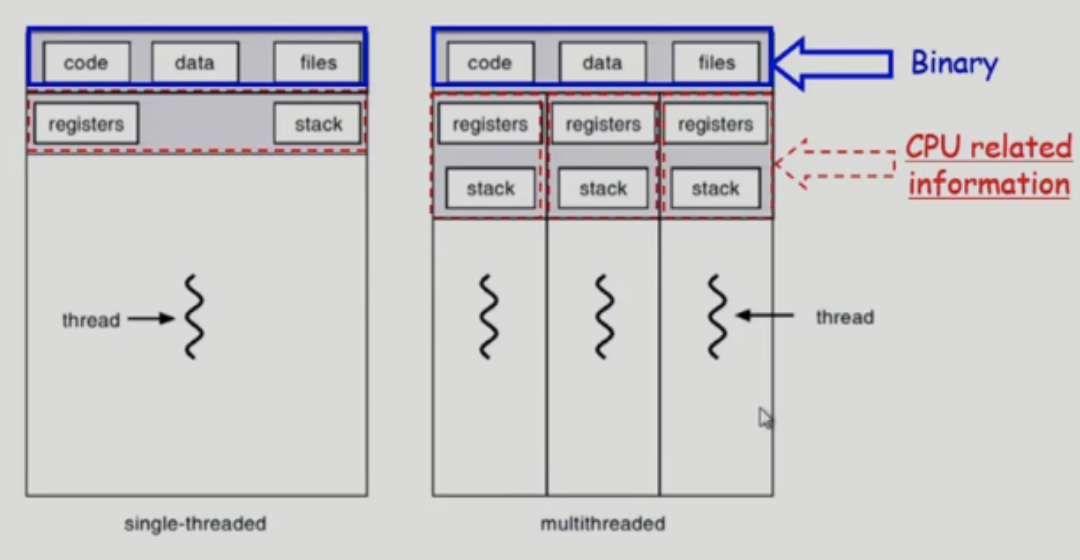 code data files
registers stack
thread
single-threaded
code data files
registers registers registers
stack stack stack
thread
multithreaded
Binary
CPU related
information